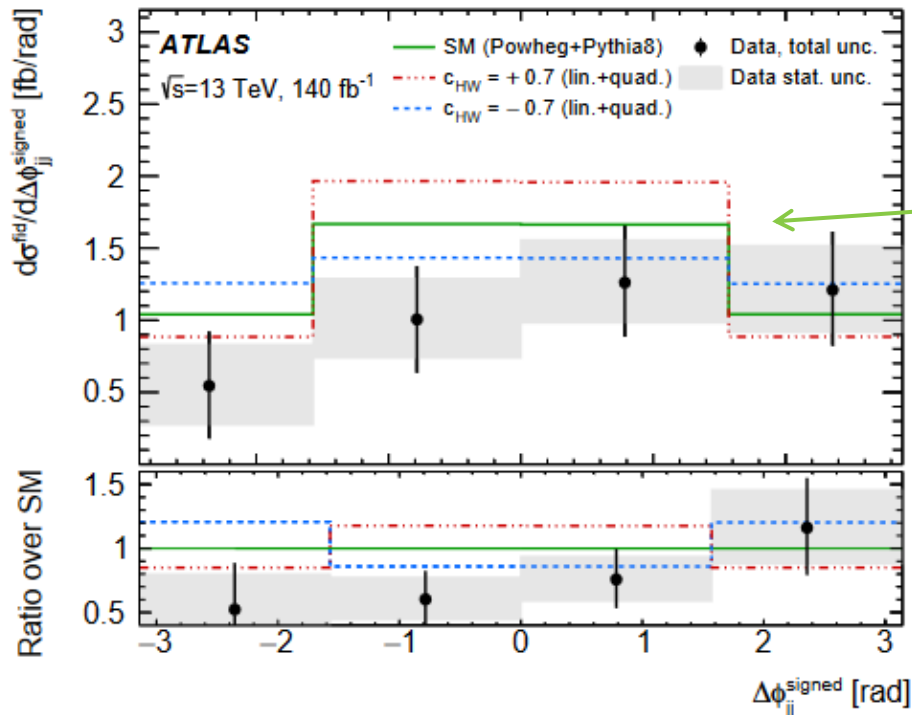 dσ^fid/dΔϕ_jj^signed [fb/rad]
3
2.5
2
1.5
1
0.5
ATLAS
√s=13 TeV, 140 fb⁻¹
SM (Powheg+Pythia8)
c_HW = + 0.7 (lin.+quad.)
c_HW = − 0.7 (lin.+quad.)
Data, total unc.
Data stat. unc.
Ratio over SM
1.5
1
0.5
−3 −2 −1 0 1 2 3
Δϕ_jj^signed [rad]